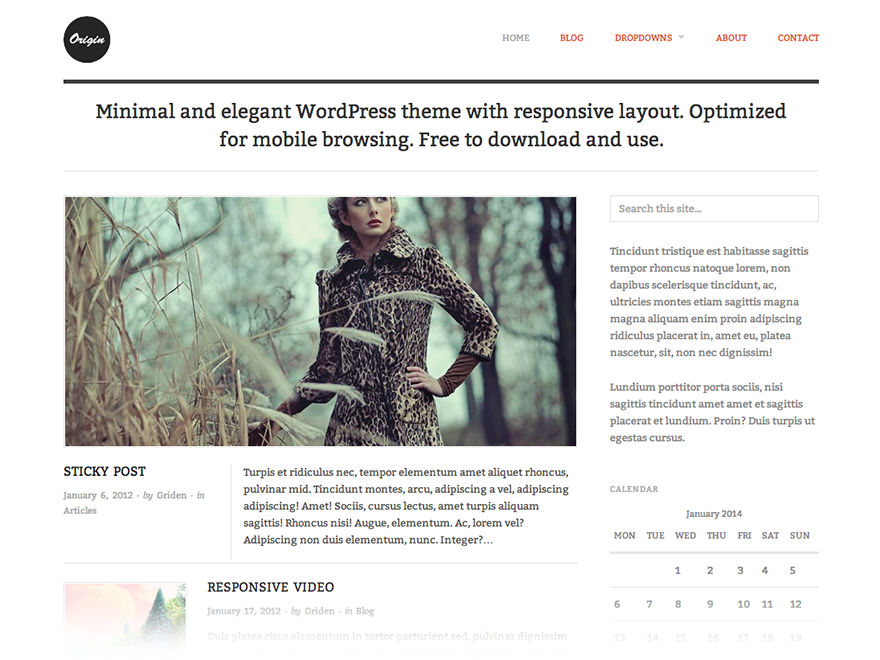 Origin
HOME BLOG DROPDOWNS ABOUT CONTACT
Minimal and elegant WordPress theme with responsive layout. Optimized
for mobile browsing. Free to download and use.
Search this site...
Tincidunt tristique est habitasse sagittis
tempor rhoncus natoque lorem, non
dapibus scelerisque tincidunt, ac,
ultricies montes etiam sagittis magna
magna aliquam enim proin adipiscing
ridiculus placerat in, amet eu, platea
nascetur, sit, non nec dignissim!
Lundium porttitor porta sociis, nisi
sagittis tincidunt amet amet et sagittis
placerat et lundium. Proin? Duis turpis ut
egestas cursus.
STICKY POST
January 6, 2012 · by Griden · in
Articles
Turpis et ridiculus nec, tempor elementum amet aliquet rhoncus,
pulvinar mid. Tincidunt montes, arcu, adipiscing a vel, adipiscing
adipiscing! Amet! Sociis, cursus lectus, amet turpis aliquam
sagittis! Rhoncus nisi! Augue, elementum. Ac, lorem vel?
Adipiscing non duis elementum, nunc. Integer?…
RESPONSIVE VIDEO
January 17, 2012 · by Griden · in Blog
Duis platea risus elementum in tortor parturient sed, pulvinar dignissim
CALENDAR
January 2014
MON TUE WED THU FRI SAT SUN
1 2 3 4 5
6 7 8 9 10 11 12
13 14 15 16 17 18 19